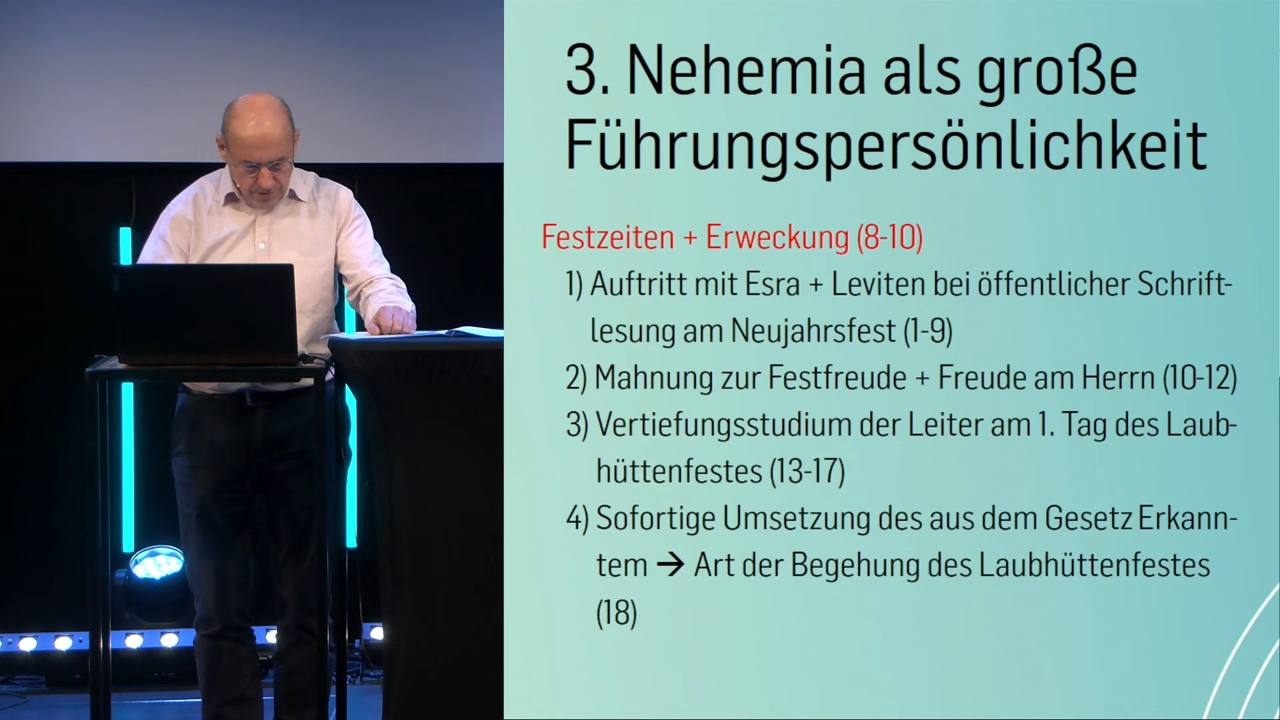 3. Nehemia als große
Führungspersönlichkeit
Festzeiten + Erweckung (8-10)
1) Auftritt mit Esra + Leviten bei öffentlicher Schrift-
lesung am Neujahrsfest (1-9)
2) Mahnung zur Festfreude + Freude am Herrn (10-12)
3) Vertiefungsstudium der Leiter am 1. Tag des Laub-
hüttenfestes (13-17)
4) Sofortige Umsetzung des aus dem Gesetz Erkann-
tem → Art der Begehung des Laubhüttenfestes
(18)